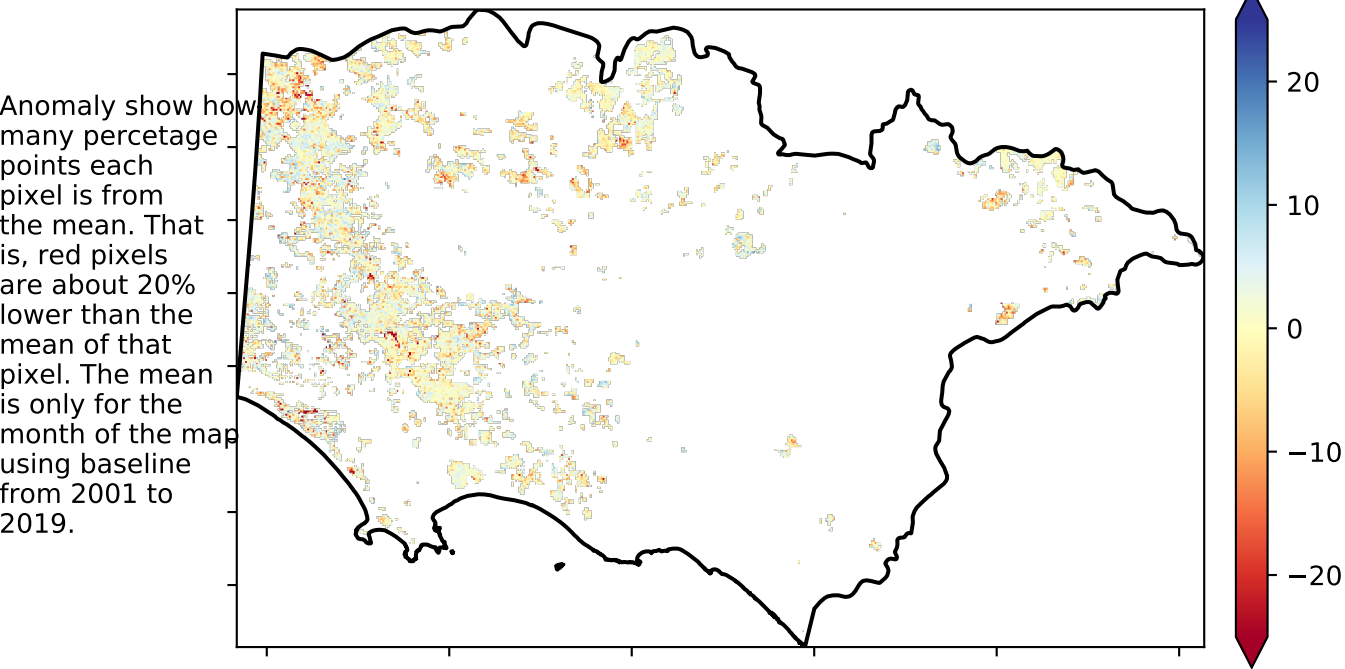 Anomaly show how
many percetage
points each
pixel is from
the mean. That
is, red pixels
are about 20%
lower than the
mean of that
pixel. The mean
is only for the
month of the map
using baseline
from 2001 to
2019.
20
10
0
−10
−20